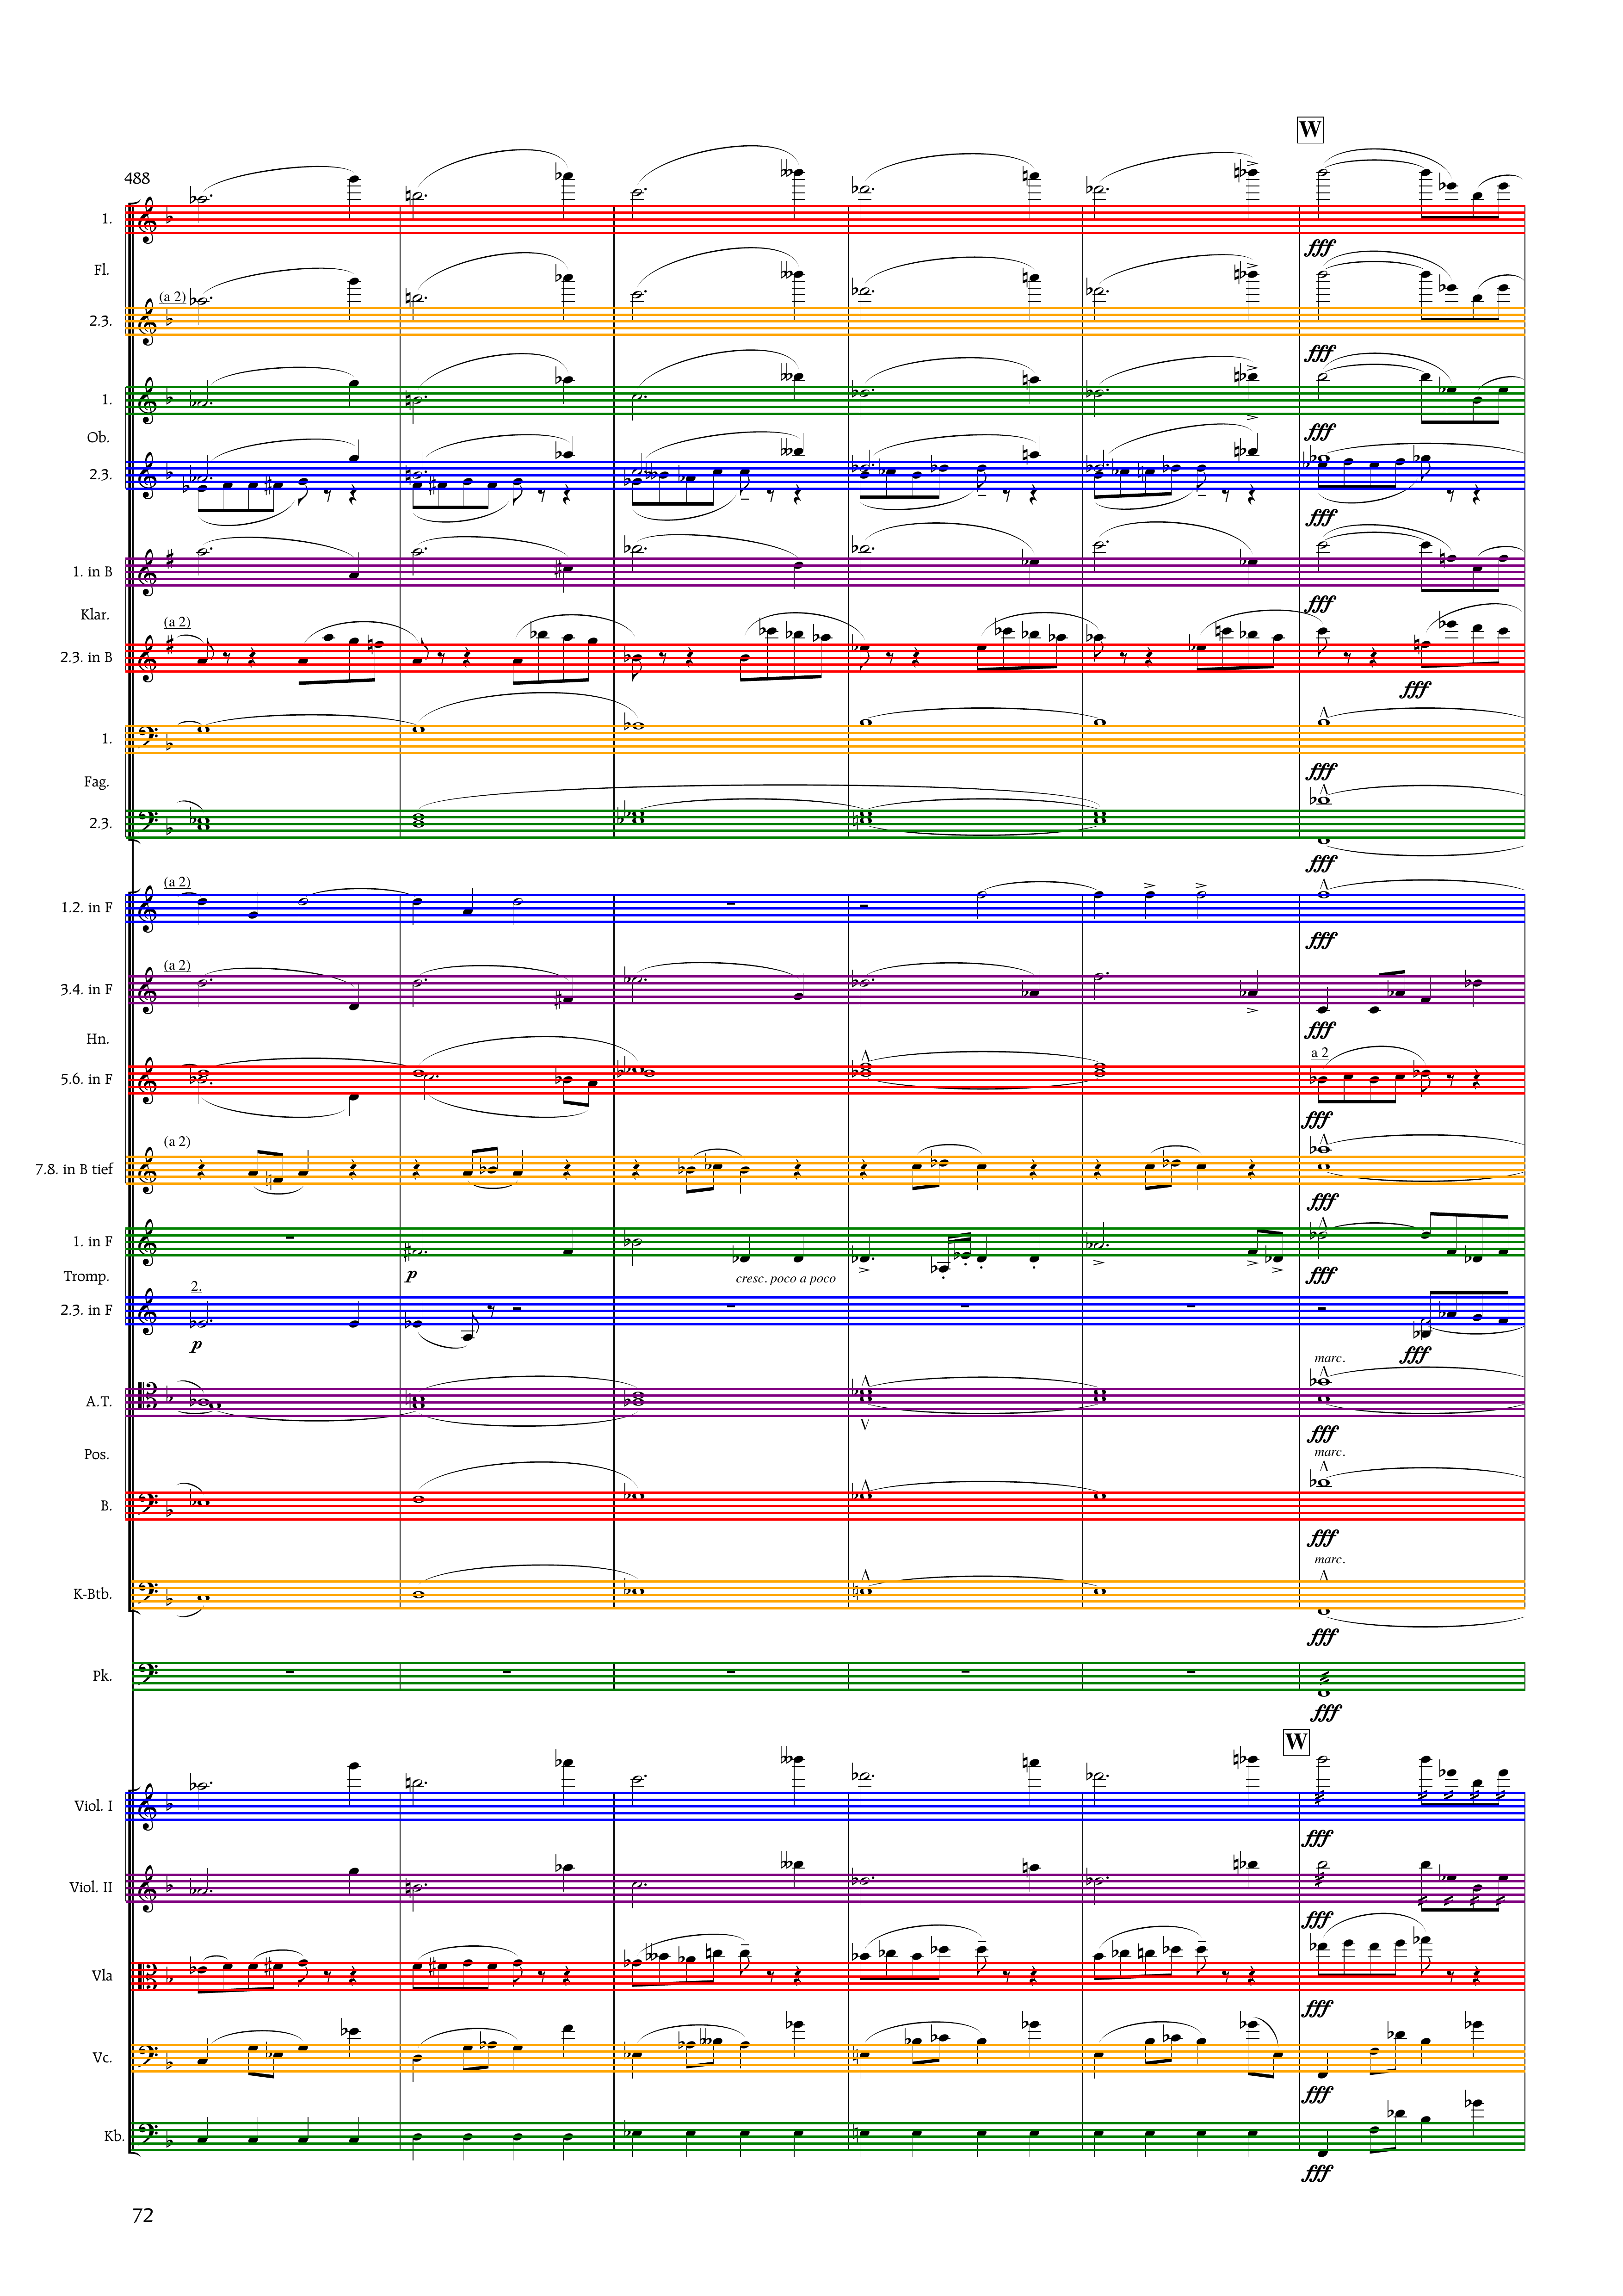 W
488
1.
fff
Fl.
(a 2)
2.3.
fff
1.
fff
Ob.
2.3.
fff
1. in B
fff
Klar.
(a 2)
2.3. in B
fff
1.
fff
Fag.
2.3.
fff
(a 2)
1.2. in F
fff
(a 2)
3.4. in F
fff
Hn.
a 2
5.6. in F
fff
(a 2)
7.8. in B tief
fff
1. in F
p
cresc. poco a poco
fff
Tromp.
2.
2.3. in F
p
fff
marc.
A.T.
fff
marc.
Pos.
B.
fff
marc.
K-Btb.
fff
Pk.
fff
W
Viol. I
fff
Viol. II
fff
Vla
fff
Vc.
fff
Kb.
fff
72